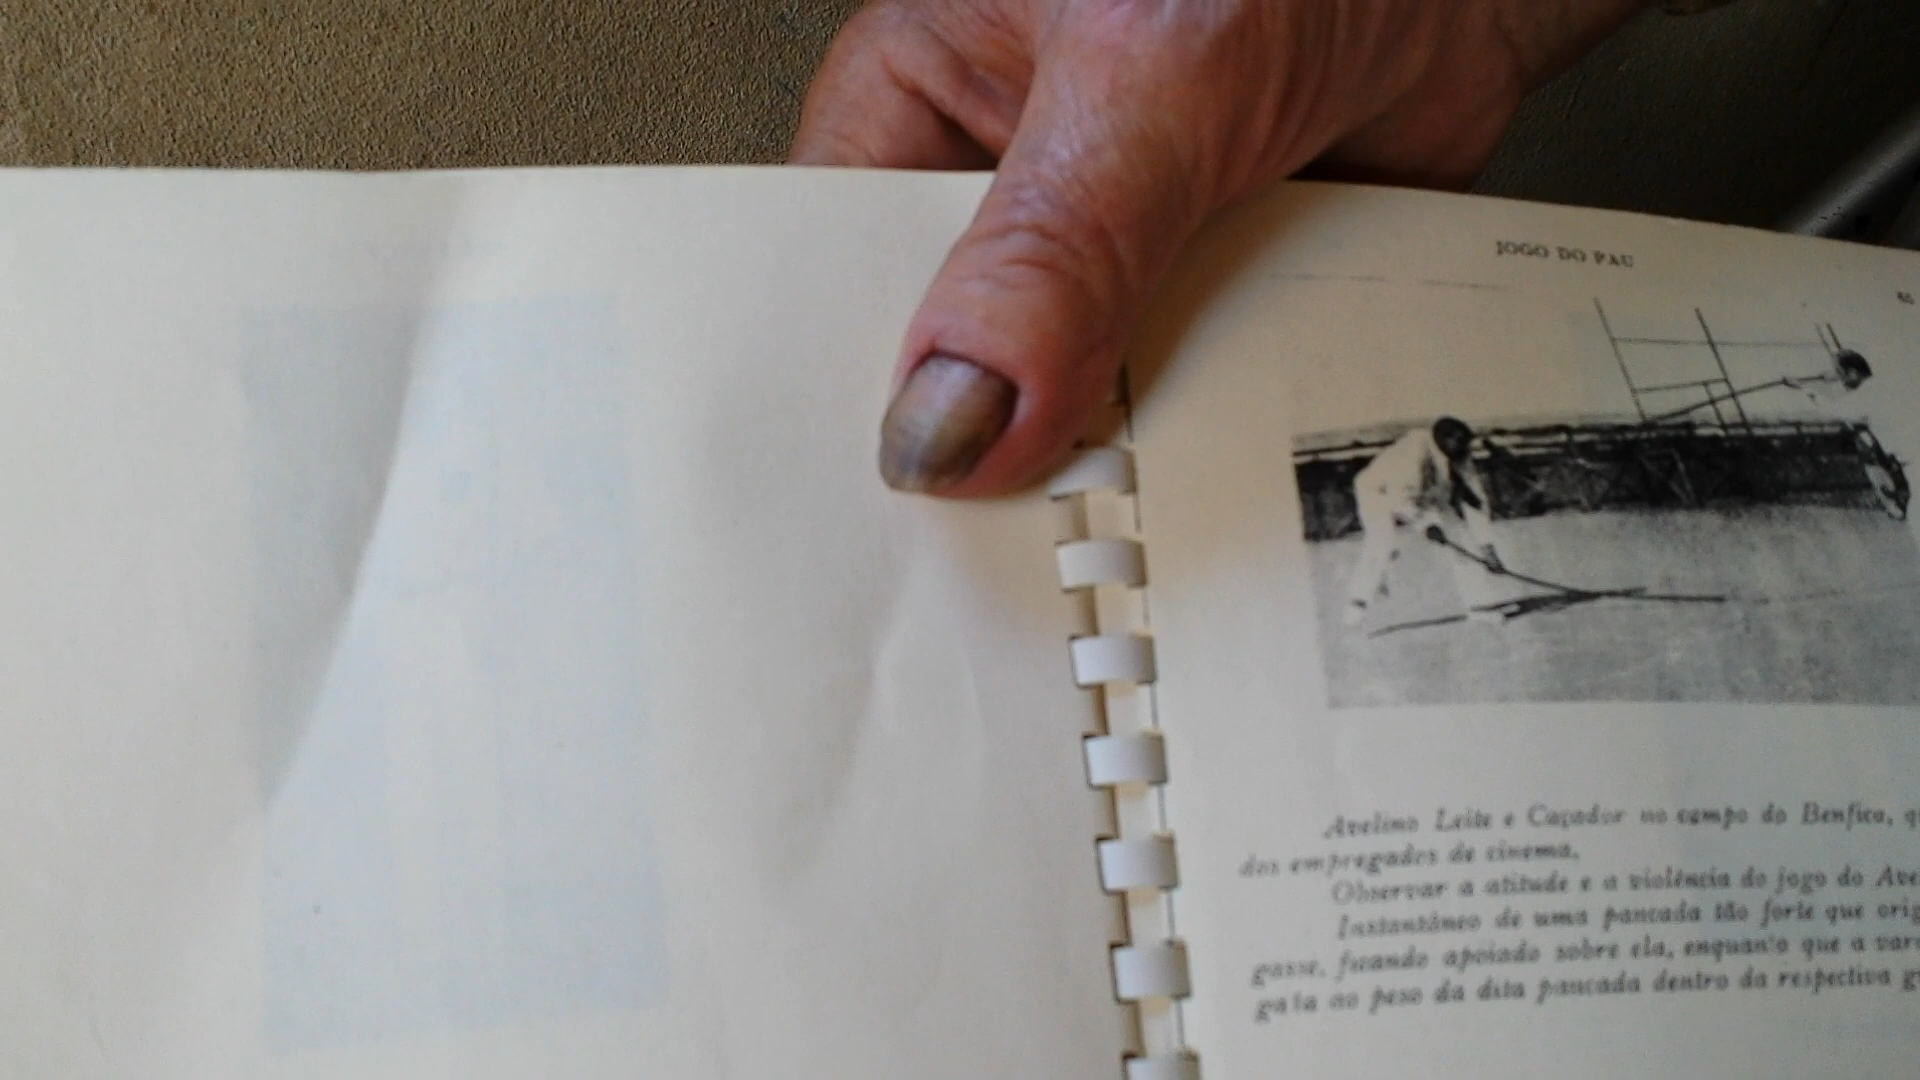 JOGO DO PAU
Avelino Leite e Caçador no campo do Benfica,
dos empregados de cinema.
Observar a atitude e a violência do jogo do
Instantâneo de uma pancada tão forte que
gasse, ficando apoiado sobre ela, enquanto que a
gata ao peso da dita pancada dentro da respectiva